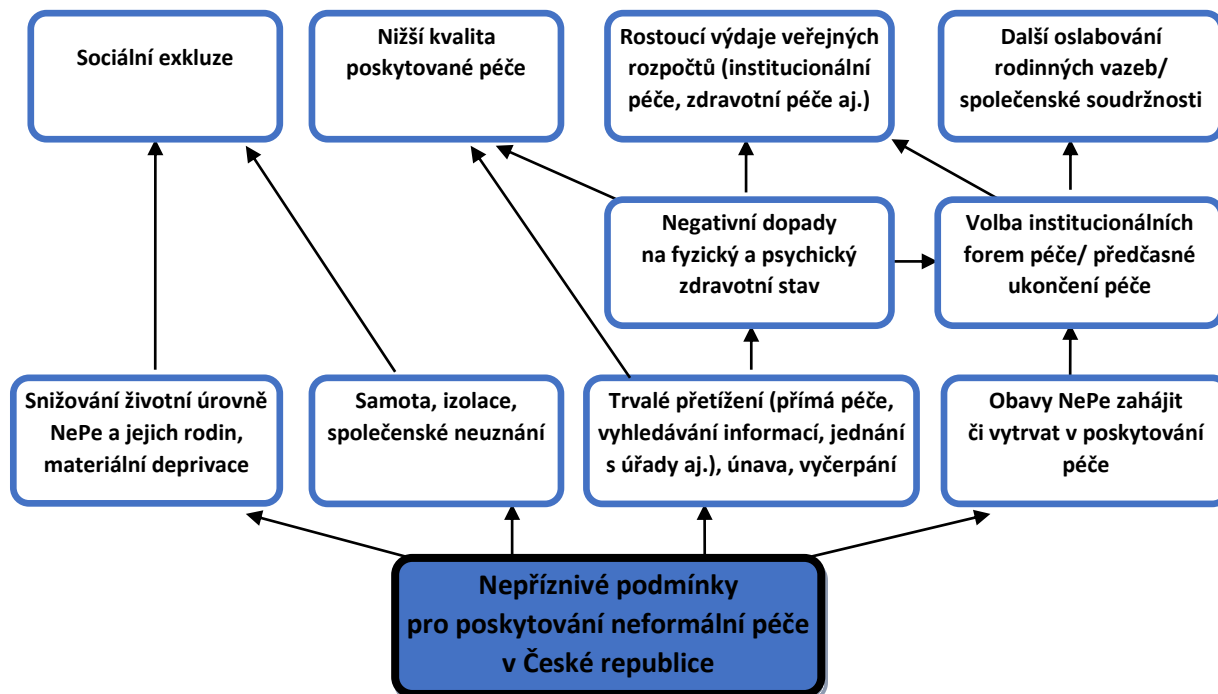 Sociální exkluze
Nižší kvalita
poskytované péče
Rostoucí výdaje veřejných
rozpočtů (institucionální
péče, zdravotní péče aj.)
Další oslabování
rodinných vazeb/
společenské soudržnosti
Negativní dopady
na fyzický a psychický
zdravotní stav
Volba institucionálních
forem péče/ předčasné
ukončení péče
Snižování životní úrovně
NePe a jejich rodin,
materiální deprivace
Samota, izolace,
společenské neuznání
Trvalé přetížení (přímá péče,
vyhledávání informací, jednání
s úřady aj.), únava, vyčerpání
Obavy NePe zahájit
či vytrvat v poskytování
péče
Nepříznivé podmínky
pro poskytování neformální péče
v České republice